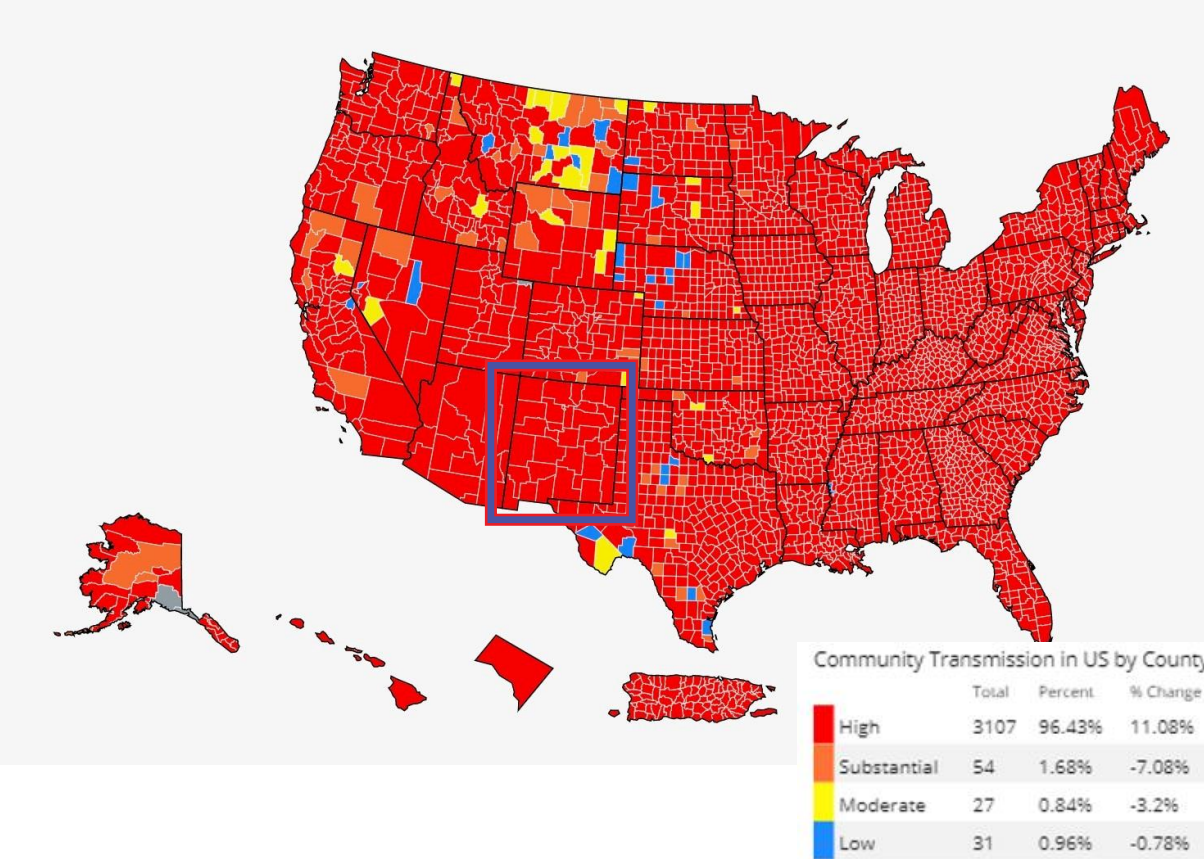 Community Transmission in US by County
Total Percent % Change
High 3107 96.43% 11.08%
Substantial 54 1.68% -7.08%
Moderate 27 0.84% -3.2%
Low 31 0.96% -0.78%